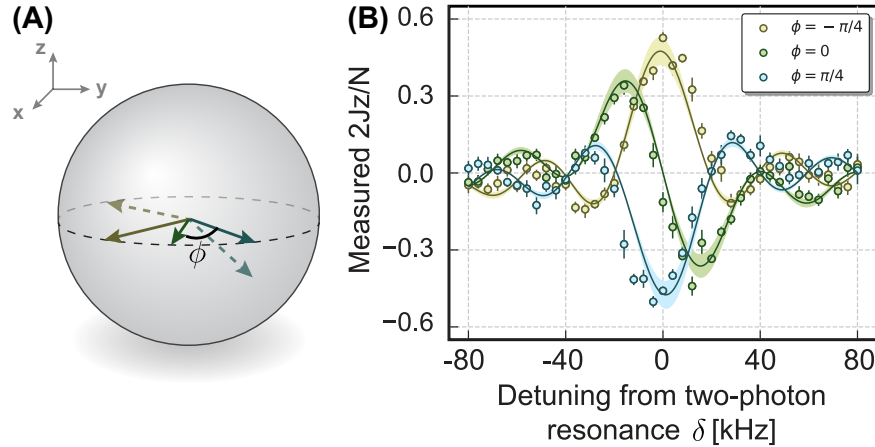 (A)
z
y
x
ϕ
(B)
Measured 2Jz/N
0.6
0.3
0.0
-0.3
-0.6
ϕ = − π/4
ϕ = 0
ϕ = π/4
-80
-40
0
40
80
Detuning from two-photon
resonance δ [kHz]